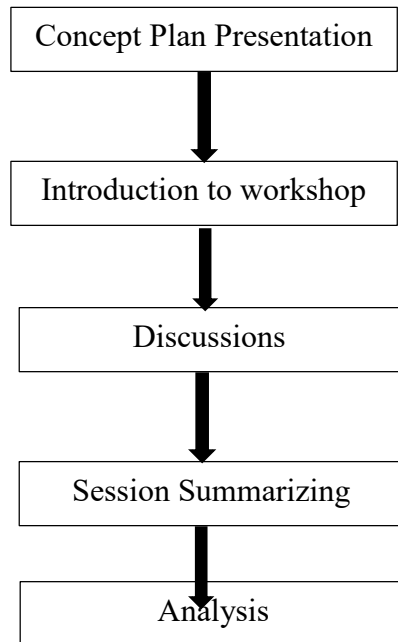 Concept Plan Presentation
Introduction to workshop
Discussions
Session Summarizing
Analysis